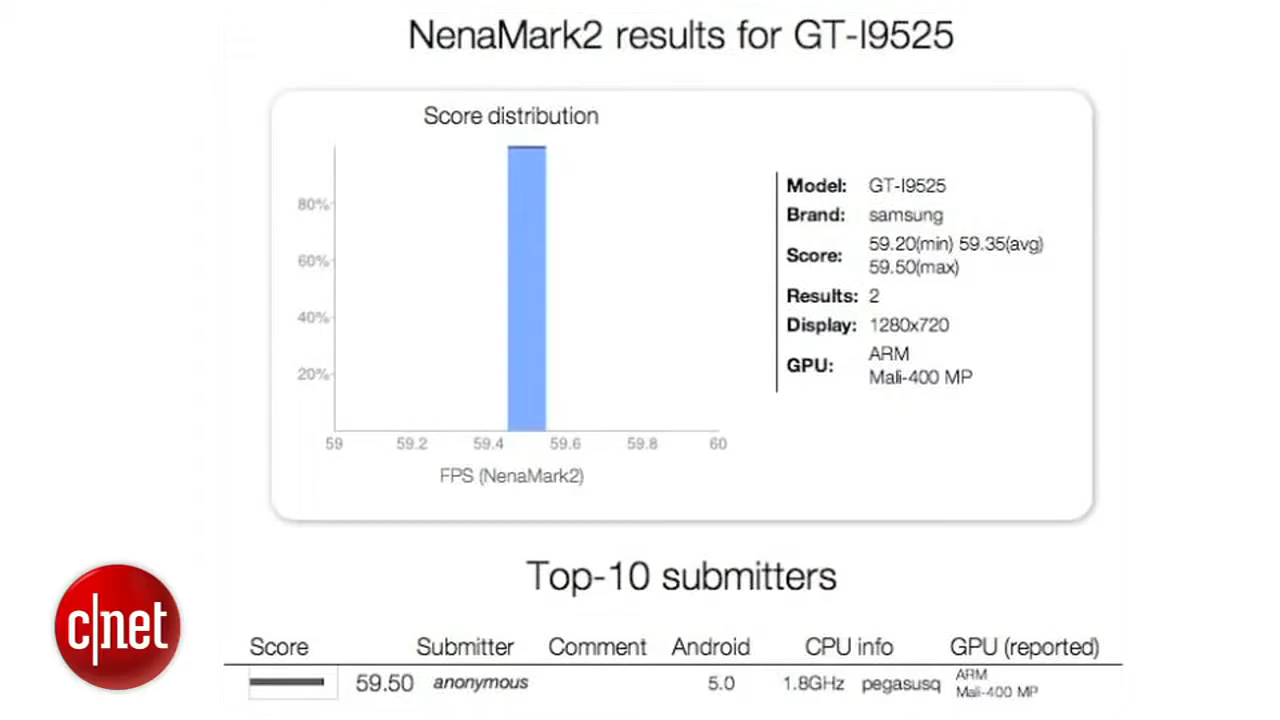 NenaMark2 results for GT-I9525
Score distribution
80%
60%
40%
20%
59 59.2 59.4 59.6 59.8 60
FPS (NenaMark2)
Model: GT-I9525
Brand: samsung
Score: 59.20(min) 59.35(avg)
59.50(max)
Results: 2
Display: 1280x720
GPU: ARM
Mali-400 MP
Top-10 submitters
Score Submitter Comment Android CPU info GPU (reported)
59.50 anonymous 5.0 1.8GHz pegasusq ARM
Mali-400 MP
c|net